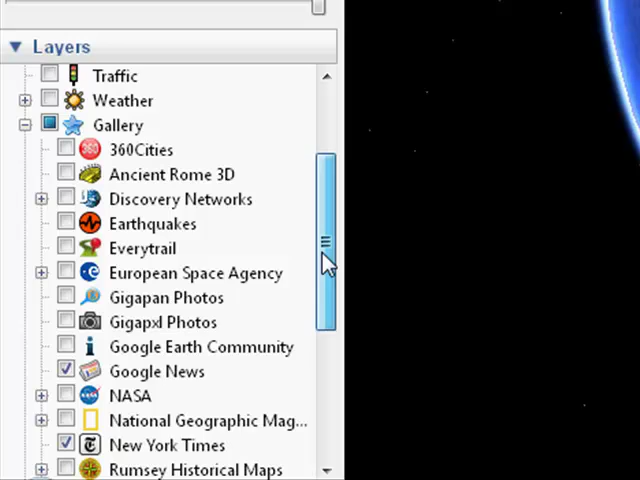 Layers
Traffic
Weather
Gallery
360 360Cities
Ancient Rome 3D
Discovery Networks
Earthquakes
Everytrail
European Space Agency
Gigapan Photos
Gigapxl Photos
Google Earth Community
Google News
NASA
National Geographic Mag...
New York Times
Rumsey Historical Maps